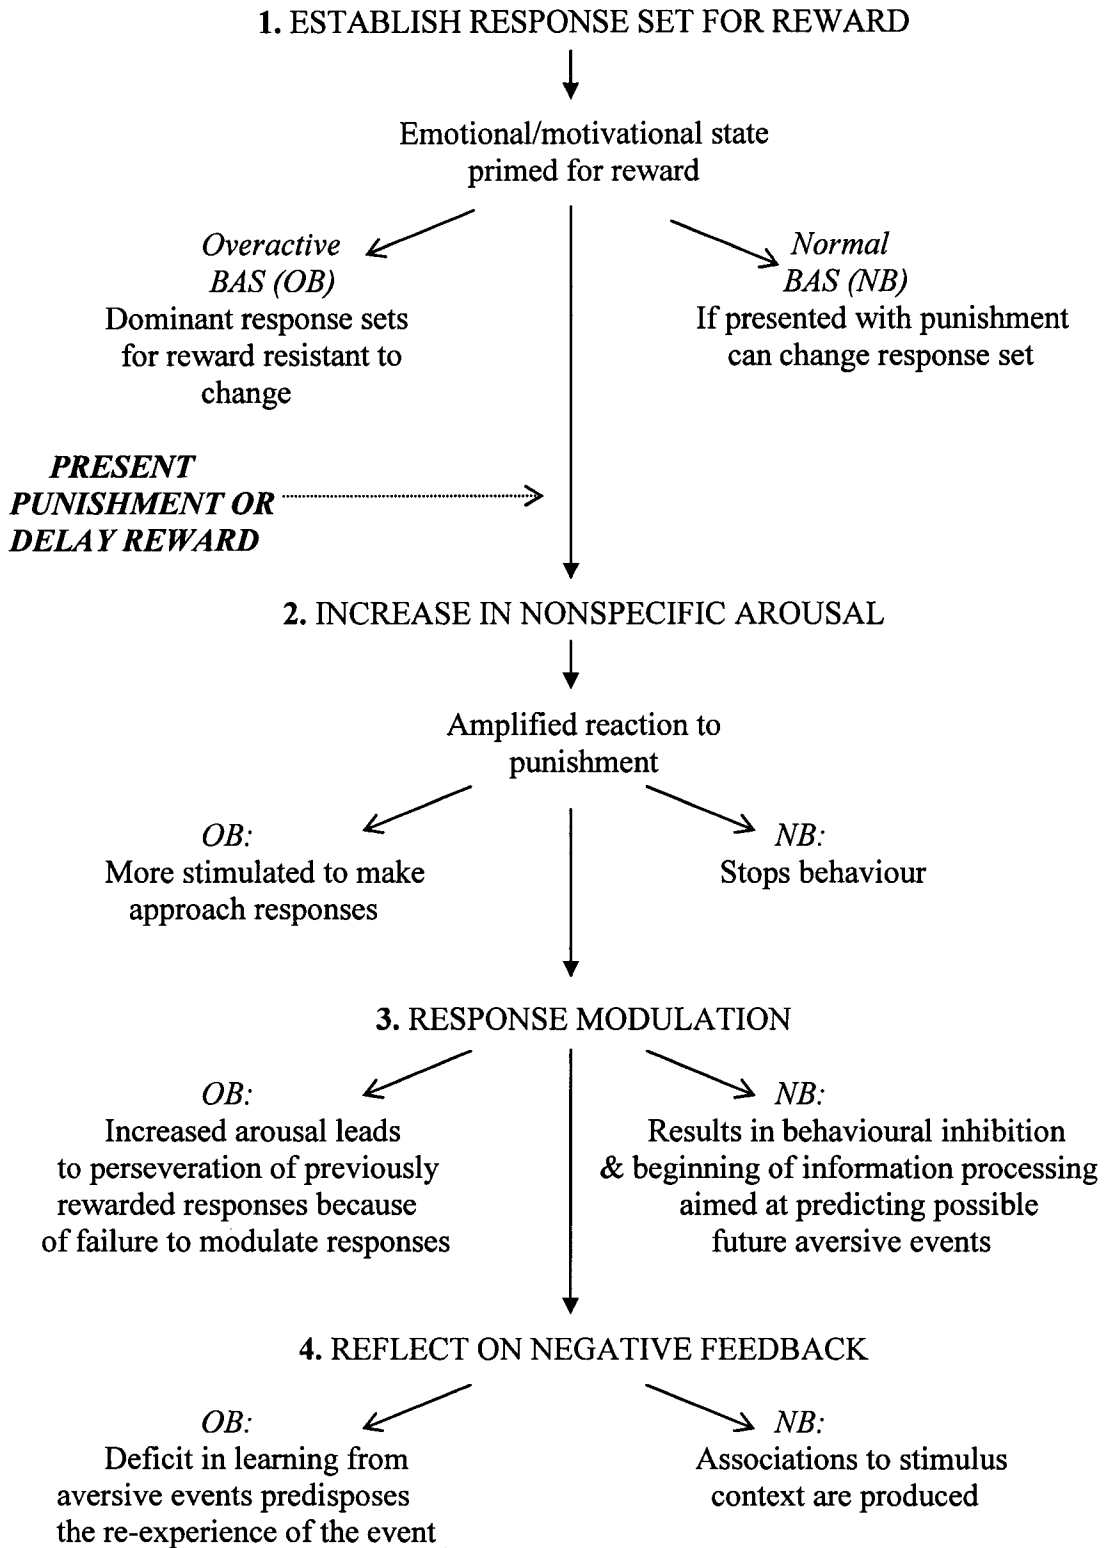 1. ESTABLISH RESPONSE SET FOR REWARD
Emotional/motivational state
primed for reward
Overactive
BAS (OB)
Dominant response sets
for reward resistant to
change
Normal
BAS (NB)
If presented with punishment
can change response set
PRESENT
PUNISHMENT OR
DELAY REWARD
2. INCREASE IN NONSPECIFIC AROUSAL
Amplified reaction to
punishment
OB:
More stimulated to make
approach responses
NB:
Stops behaviour
3. RESPONSE MODULATION
OB:
Increased arousal leads
to perseveration of previously
rewarded responses because
of failure to modulate responses
NB:
Results in behavioural inhibition
& beginning of information processing
aimed at predicting possible
future aversive events
4. REFLECT ON NEGATIVE FEEDBACK
OB:
Deficit in learning from
aversive events predisposes
the re-experience of the event
NB:
Associations to stimulus
context are produced